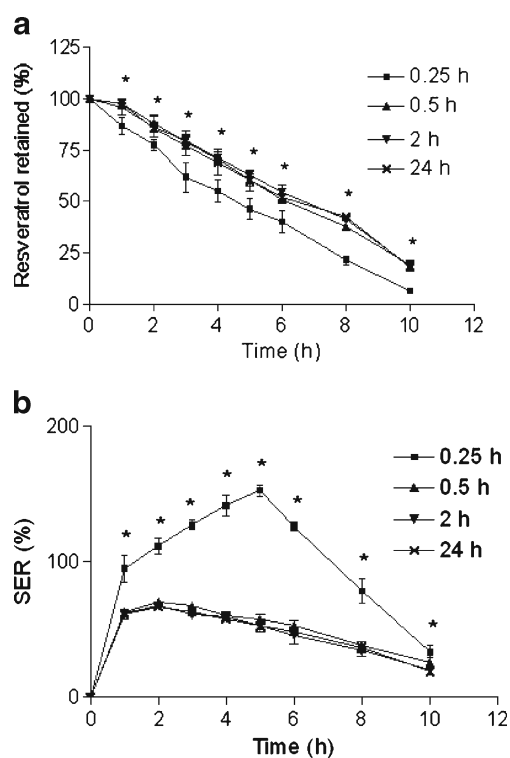 a
Resveratrol retained (%)
125
100
75
50
25
0
0 2 4 6 8 10 12
Time (h)
0.25 h
0.5 h
2 h
24 h
* * * * * * * *
b
SER (%)
200
100
0
0 2 4 6 8 10 12
Time (h)
0.25 h
0.5 h
2 h
24 h
* * * * * * * *